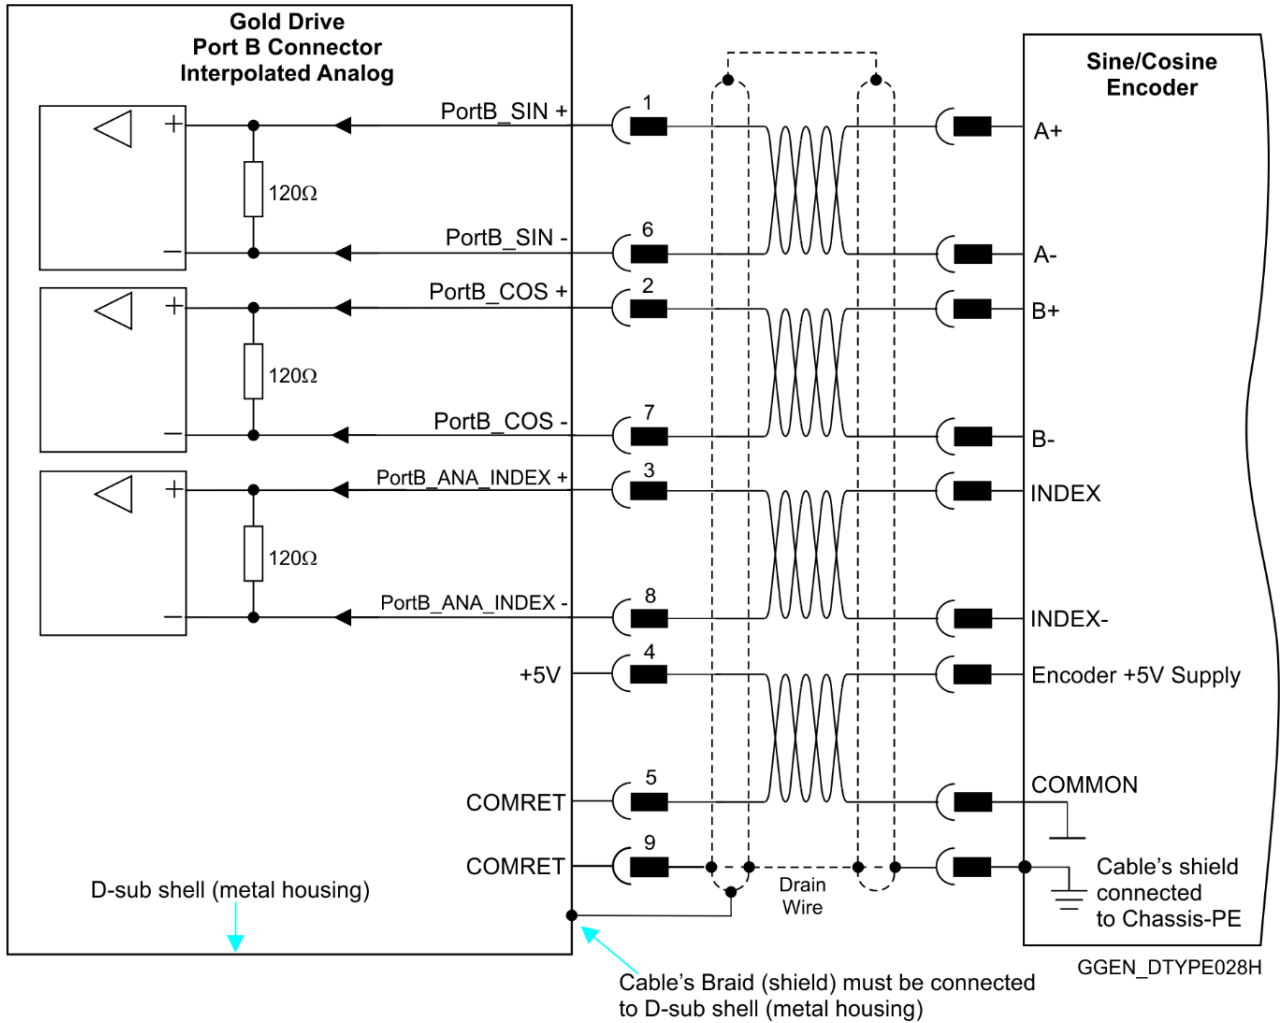 Gold Drive
Port B Connector
Interpolated Analog
Sine/Cosine
Encoder
PortB_SIN +
1
A+
+
120Ω
PortB_SIN -
6
A-
−
PortB_COS +
2
B+
+
120Ω
PortB_COS -
7
B-
−
PortB_ANA_INDEX +
3
INDEX
+
120Ω
PortB_ANA_INDEX -
8
INDEX-
−
+5V
4
Encoder +5V Supply
COMRET
5
COMMON
COMRET
9
Drain
Wire
Cable's shield
connected
to Chassis-PE
D-sub shell (metal housing)
GGEN_DTYPE028H
Cable's Braid (shield) must be connected
to D-sub shell (metal housing)